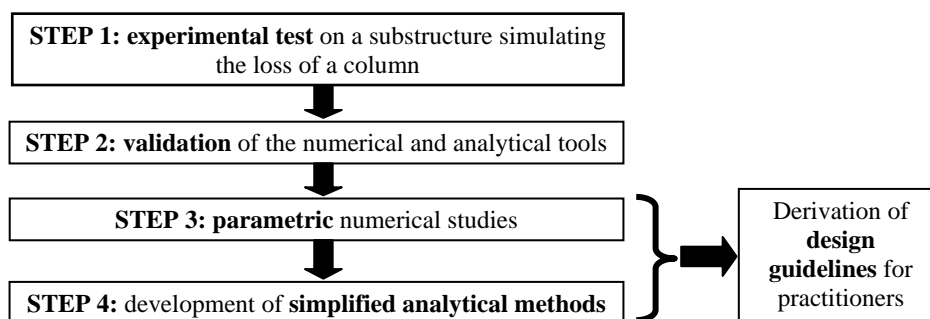 STEP 1: experimental test on a substructure simulating
the loss of a column
STEP 2: validation of the numerical and analytical tools
STEP 3: parametric numerical studies
STEP 4: development of simplified analytical methods
Derivation of
design
guidelines for
practitioners